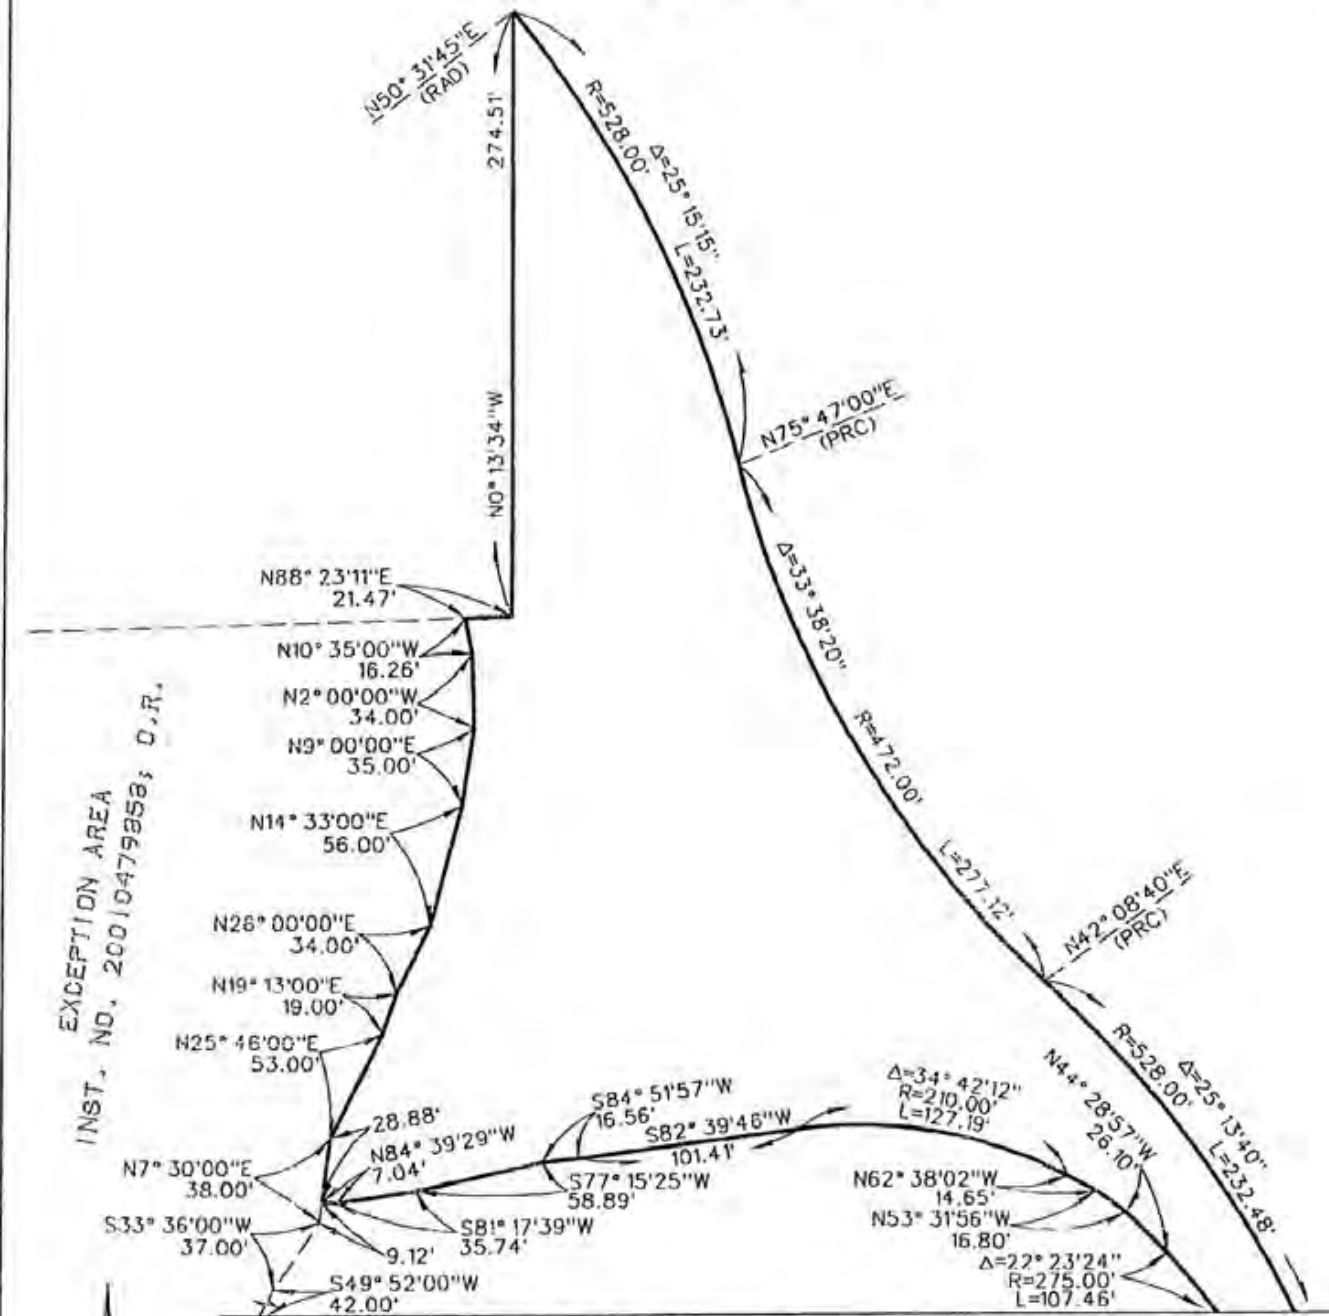 N50° 31'45"E
(RAD)
274.51'
N0° 13'34"W
R=528.00'
Δ=25° 15'15"
L=232.73'
N75° 47'00"E
(PRC)
Δ=33° 38'20"
R=472.00'
L=277.12'
N42° 08'40"E
(PRC)
R=528.00'
Δ=25° 13'40"
L=232.48'
N88° 23'11"E
21.47'
N10° 35'00"W
16.26'
N2° 00'00"W
34.00'
N9° 00'00"E
35.00'
N14° 33'00"E
56.00'
N26° 00'00"E
34.00'
N19° 13'00"E
19.00'
N25° 46'00"E
53.00'
EXCEPTION AREA
INST. NO. 20010479858; O.R.
28.88'
N84° 39'29"W
7.04'
N7° 30'00"E
38.00'
S33° 36'00"W
37.00'
9.12'
S49° 52'00"W
42.00'
S81° 17'39"W
35.74'
S84° 51'57"W
16.56'
S77° 15'25"W
58.89'
S82° 39'46"W
101.41'
Δ=34° 42'12"
R=210.00'
L=127.19'
N44° 28'57"W
26.10'
N62° 38'02"W
14.65'
N53° 31'56"W
16.80'
Δ=22° 23'24"
R=275.00'
L=107.46'